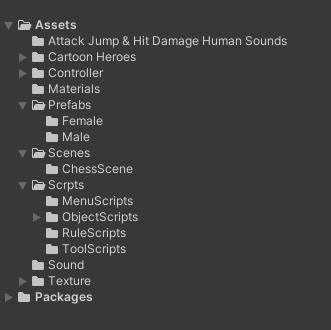 Assets
Attack Jump & Hit Damage Human Sounds
Cartoon Heroes
Controller
Materials
Prefabs
Female
Male
Scenes
ChessScene
Scrpts
MenuScripts
ObjectScripts
RuleScripts
ToolScripts
Sound
Texture
Packages